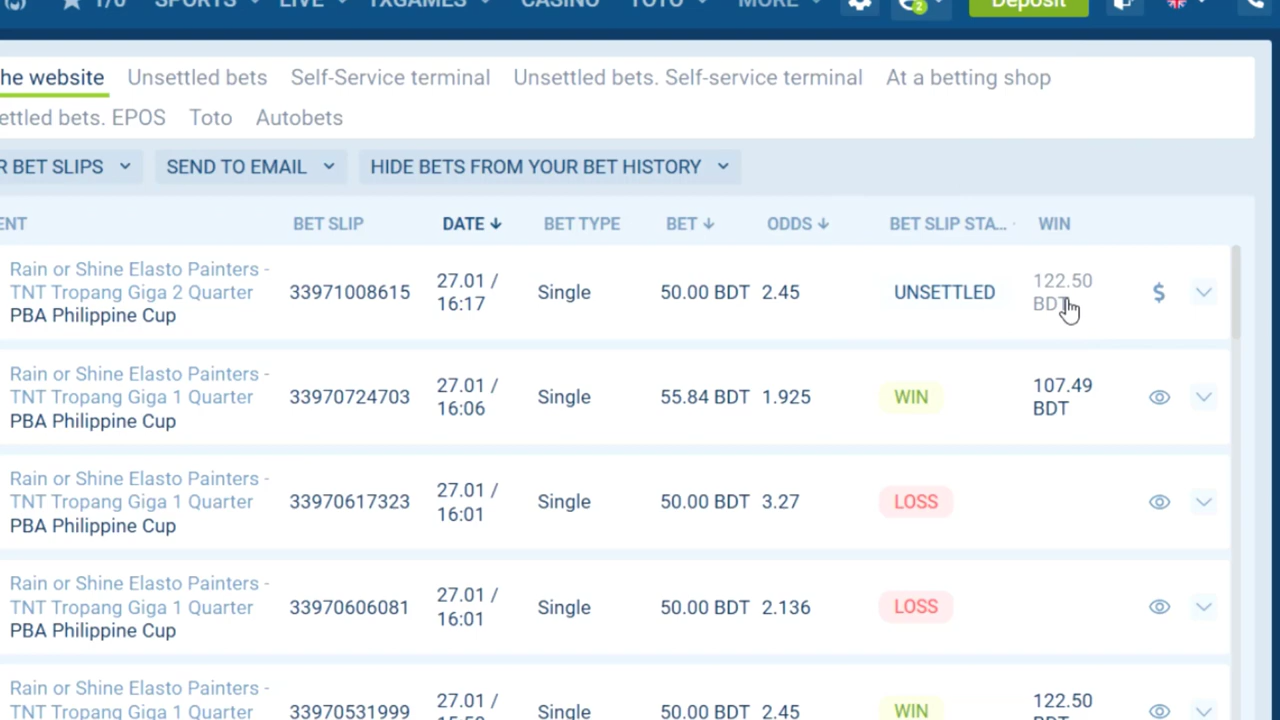 1/0 SPORTS LIVE 1XGAMES CASINO TOTO MORE 2 Deposit
he website Unsettled bets Self-Service terminal Unsettled bets. Self-service terminal At a betting shop
ettled bets. EPOS Toto Autobets
R BET SLIPS SEND TO EMAIL HIDE BETS FROM YOUR BET HISTORY
ENT BET SLIP DATE BET TYPE BET ODDS BET SLIP STA... WIN
Rain or Shine Elasto Painters -
TNT Tropang Giga 2 Quarter
PBA Philippine Cup
33971008615
27.01 /
16:17
Single
50.00 BDT
2.45
UNSETTLED
122.50
BDT
$
Rain or Shine Elasto Painters -
TNT Tropang Giga 1 Quarter
PBA Philippine Cup
33970724703
27.01 /
16:06
Single
55.84 BDT
1.925
WIN
107.49
BDT
Rain or Shine Elasto Painters -
TNT Tropang Giga 1 Quarter
PBA Philippine Cup
33970617323
27.01 /
16:01
Single
50.00 BDT
3.27
LOSS
Rain or Shine Elasto Painters -
TNT Tropang Giga 1 Quarter
PBA Philippine Cup
33970606081
27.01 /
16:01
Single
50.00 BDT
2.136
LOSS
Rain or Shine Elasto Painters -
TNT Tropang Giga 1 Quarter
33970531999
27.01 /
Single
50.00 BDT
2.45
WIN
122.50